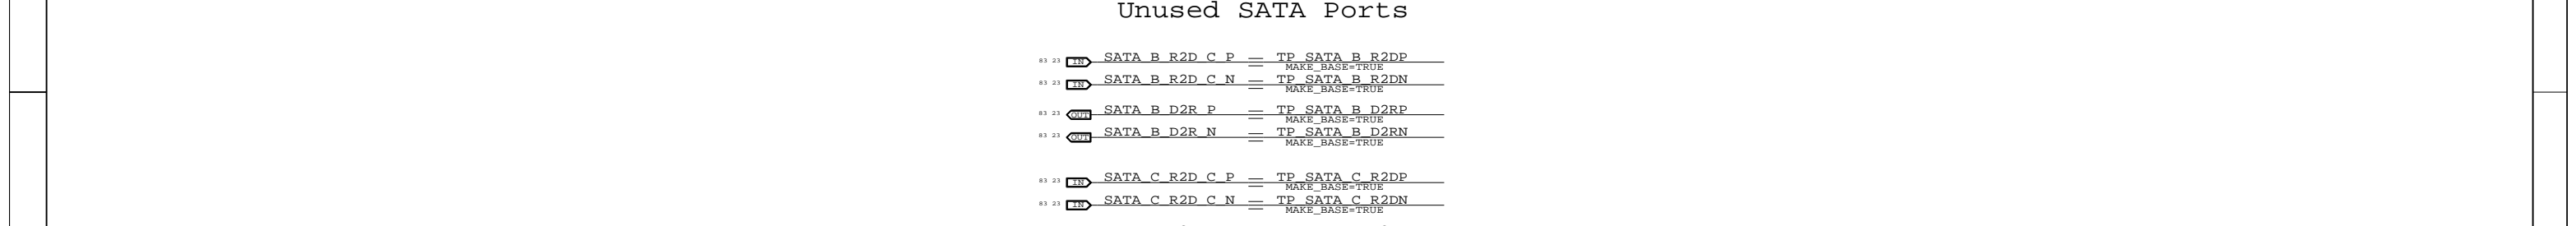 Unused SATA Ports
83 23 IN SATA_B_R2D_C_P TP_SATA_B_R2DP
MAKE_BASE=TRUE
83 23 IN SATA_B_R2D_C_N TP_SATA_B_R2DN
MAKE_BASE=TRUE
83 23 OUT SATA_B_D2R_P TP_SATA_B_D2RP
MAKE_BASE=TRUE
83 23 OUT SATA_B_D2R_N TP_SATA_B_D2RN
MAKE_BASE=TRUE
83 23 IN SATA_C_R2D_C_P TP_SATA_C_R2DP
MAKE_BASE=TRUE
83 23 IN SATA_C_R2D_C_N TP_SATA_C_R2DN
MAKE_BASE=TRUE